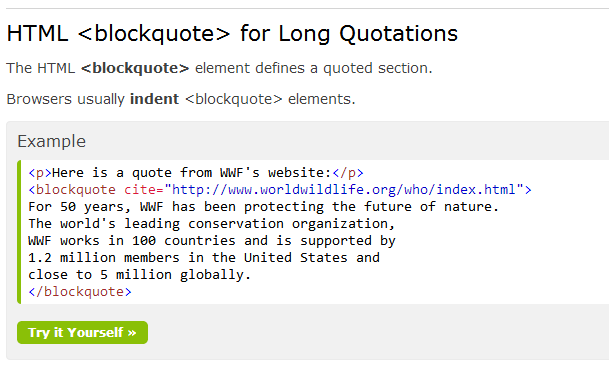 HTML <blockquote> for Long Quotations
The HTML <blockquote> element defines a quoted section.
Browsers usually indent <blockquote> elements.
Example
<p>Here is a quote from WWF's website:</p>
<blockquote cite="http://www.worldwildlife.org/who/index.html">
For 50 years, WWF has been protecting the future of nature.
The world's leading conservation organization,
WWF works in 100 countries and is supported by
1.2 million members in the United States and
close to 5 million globally.
</blockquote>
Try it Yourself »